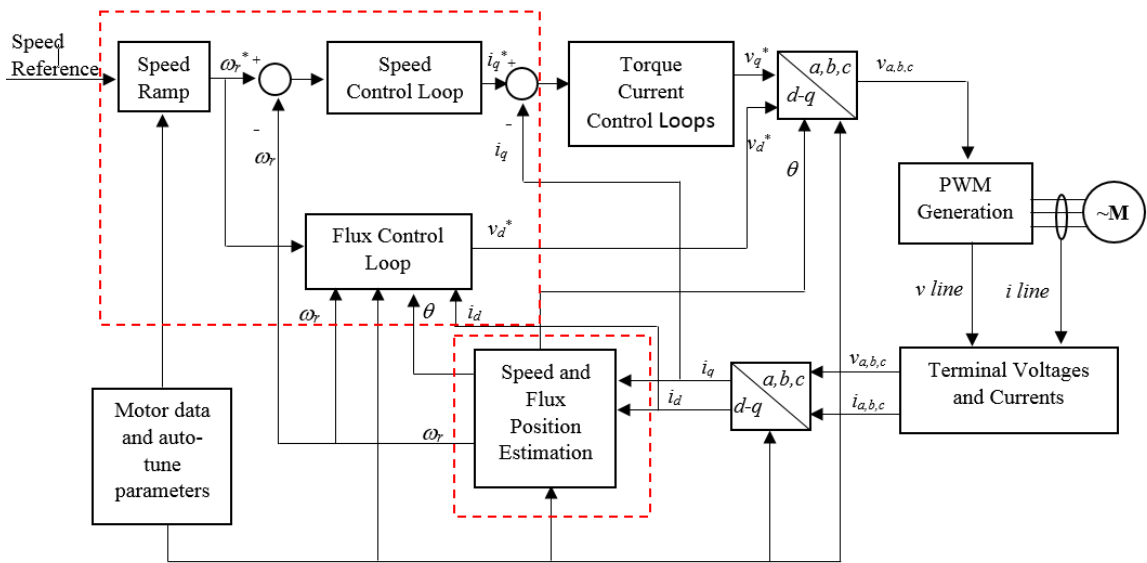 Speed
Reference
Speed
Ramp
ωr* +
-
ωr
Speed
Control Loop
iq* +
-
iq
Torque
Current
Control Loops
vq*
vd*
a,b,c
d-q
θ
va,b,c
PWM
Generation
~M
v line
i line
Flux Control
Loop
vd*
ωr
θ
id
Speed and
Flux
Position
Estimation
ωr
iq
id
a,b,c
d-q
va,b,c
ia,b,c
Terminal Voltages
and Currents
Motor data
and auto-
tune
parameters